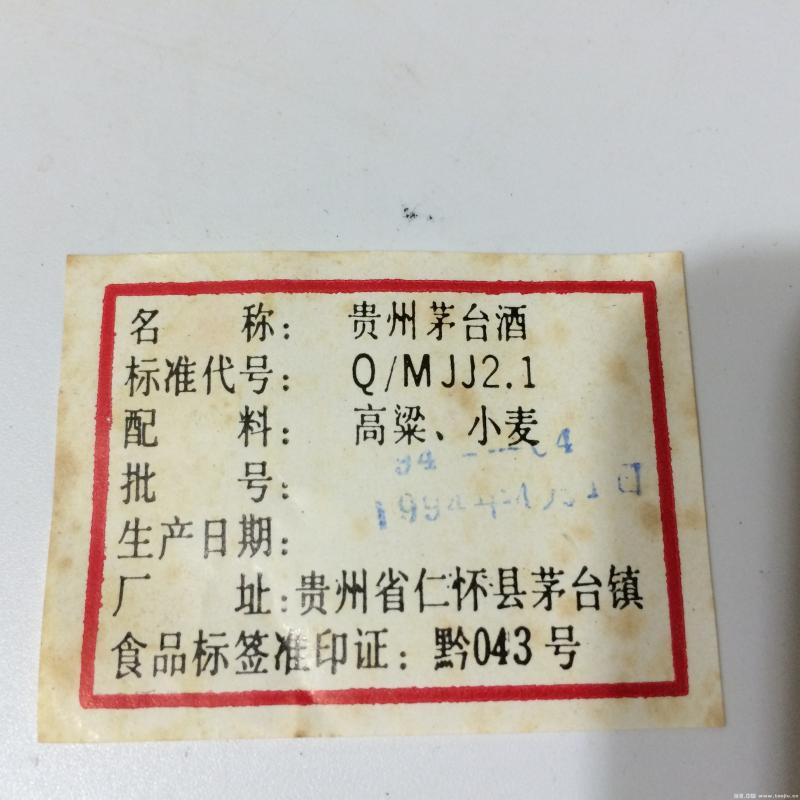 名 称: 贵州茅台酒
标准代号: Q/MJJ2.1
配 料: 高粱、小麦
批 号:
生产日期:
厂 址:贵州省仁怀县茅台镇
食品标签准印证: 黔043号